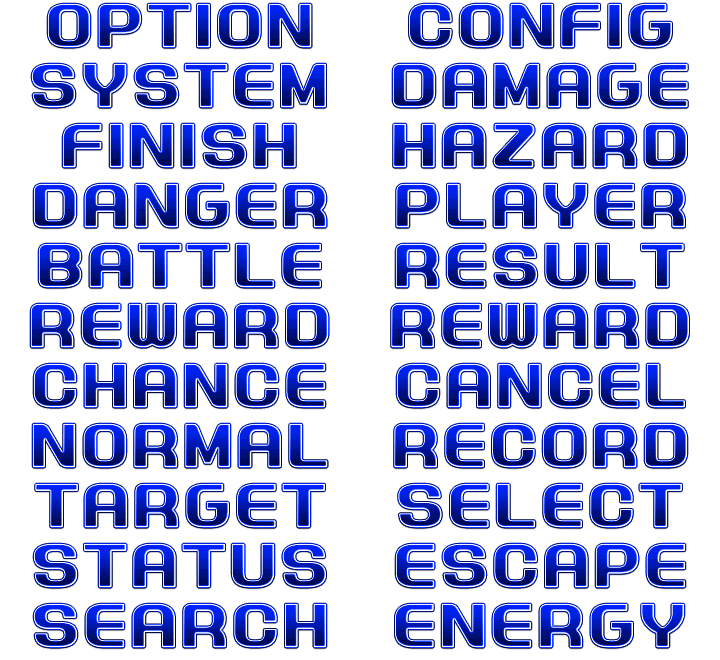 OPTION CONFIG
SYSTEM DAMAGE
FINISH HAZARD
DANGER PLAYER
BATTLE RESULT
REWARD REWARD
CHANCE CANCEL
NORMAL RECORD
TARGET SELECT
STATUS ESCAPE
SEARCH ENERGY